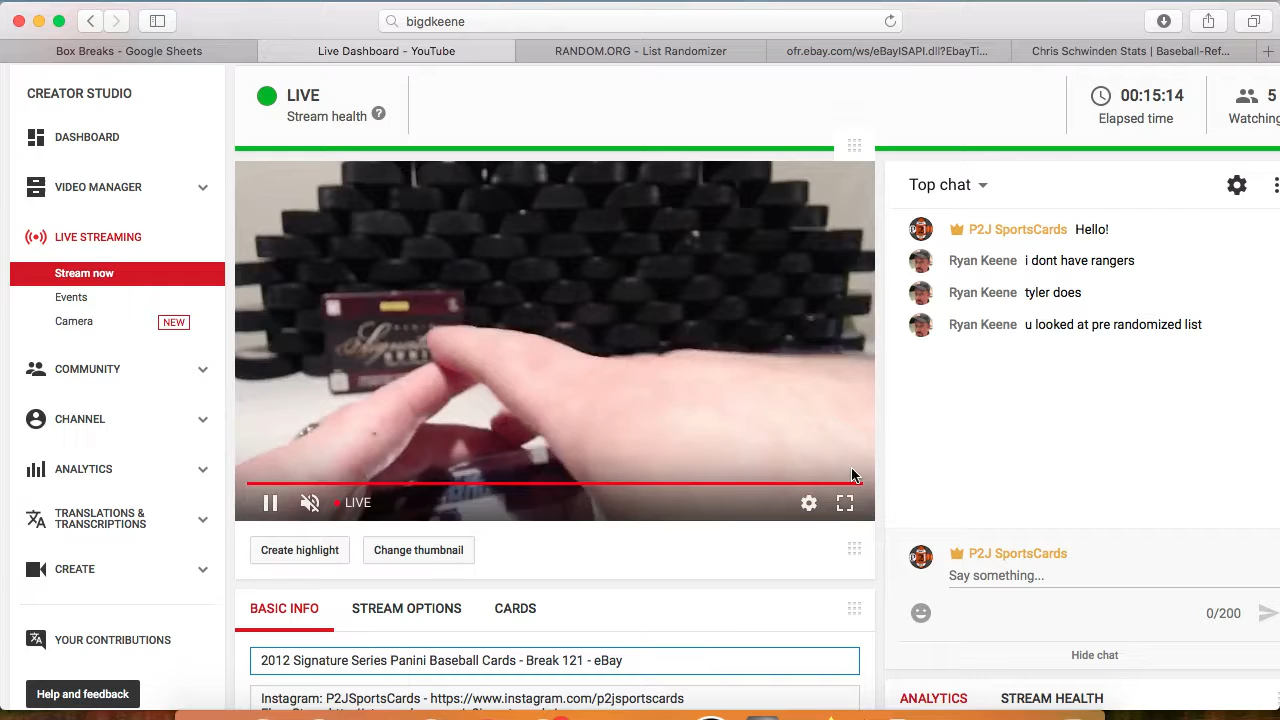 bigdkeene
Box Breaks - Google Sheets
Live Dashboard - YouTube
RANDOM.ORG - List Randomizer
ofr.ebay.com/ws/eBayISAPI.dll?EbayTi...
Chris Schwinden Stats | Baseball-Ref...
CREATOR STUDIO
DASHBOARD
VIDEO MANAGER
LIVE STREAMING
Stream now
Events
Camera
NEW
COMMUNITY
CHANNEL
ANALYTICS
TRANSLATIONS &
TRANSCRIPTIONS
CREATE
YOUR CONTRIBUTIONS
Help and feedback
LIVE
Stream health ?
00:15:14
Elapsed time
5
Watching
LIVE
Create highlight
Change thumbnail
BASIC INFO
STREAM OPTIONS
CARDS
2012 Signature Series Panini Baseball Cards - Break 121 - eBay
Instagram: P2JSportsCards - https://www.instagram.com/p2jsportscards
Top chat
P2J SportsCards Hello!
Ryan Keene i dont have rangers
Ryan Keene tyler does
Ryan Keene u looked at pre randomized list
P2J SportsCards
Say something...
0/200
Hide chat
ANALYTICS
STREAM HEALTH